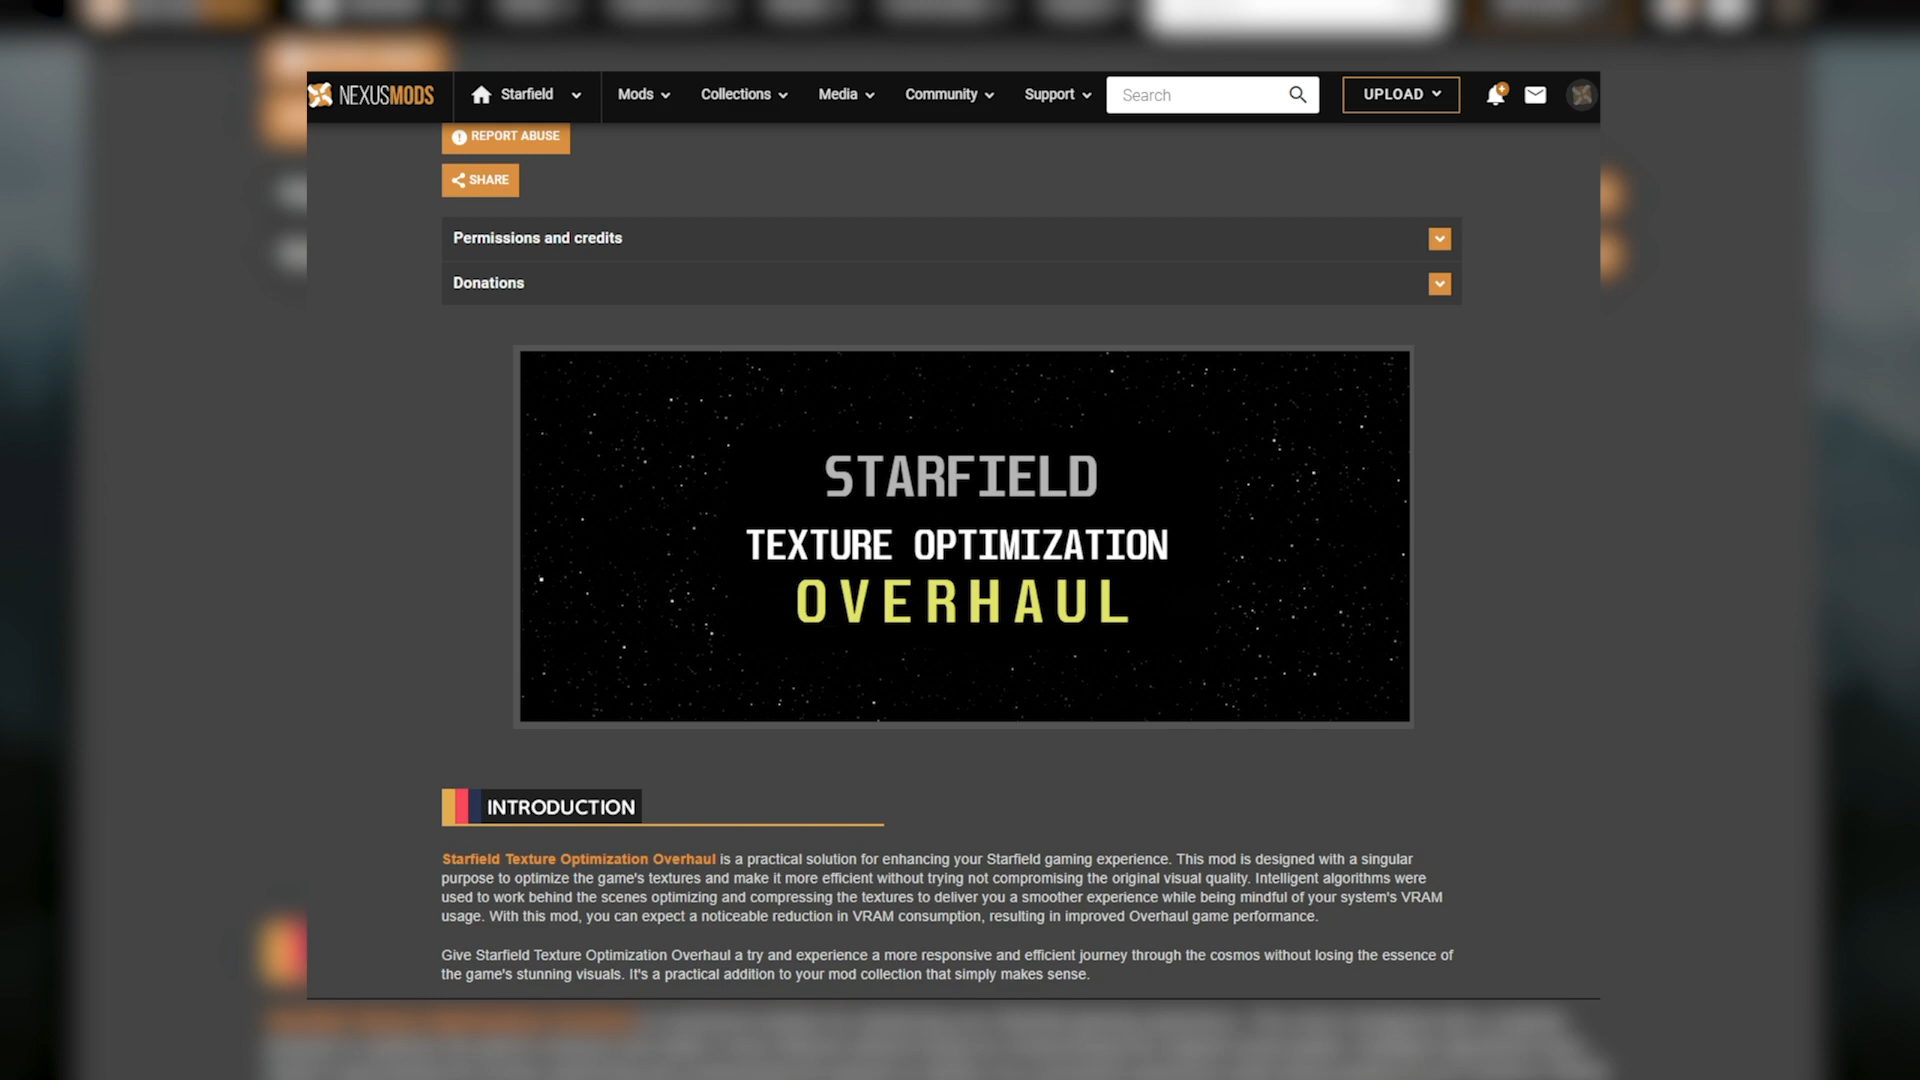 NEXUSMODS Starfield Mods Collections Media Community Support Search UPLOAD
REPORT ABUSE
SHARE
Permissions and credits
Donations
STARFIELD
TEXTURE OPTIMIZATION
OVERHAUL
INTRODUCTION
Starfield Texture Optimization Overhaul is a practical solution for enhancing your Starfield gaming experience. This mod is designed with a singular
purpose to optimize the game's textures and make it more efficient without trying not compromising the original visual quality. Intelligent algorithms were
used to work behind the scenes optimizing and compressing the textures to deliver you a smoother experience while being mindful of your system's VRAM
usage. With this mod, you can expect a noticeable reduction in VRAM consumption, resulting in improved Overhaul game performance.
Give Starfield Texture Optimization Overhaul a try and experience a more responsive and efficient journey through the cosmos without losing the essence of
the game's stunning visuals. It's a practical addition to your mod collection that simply makes sense.